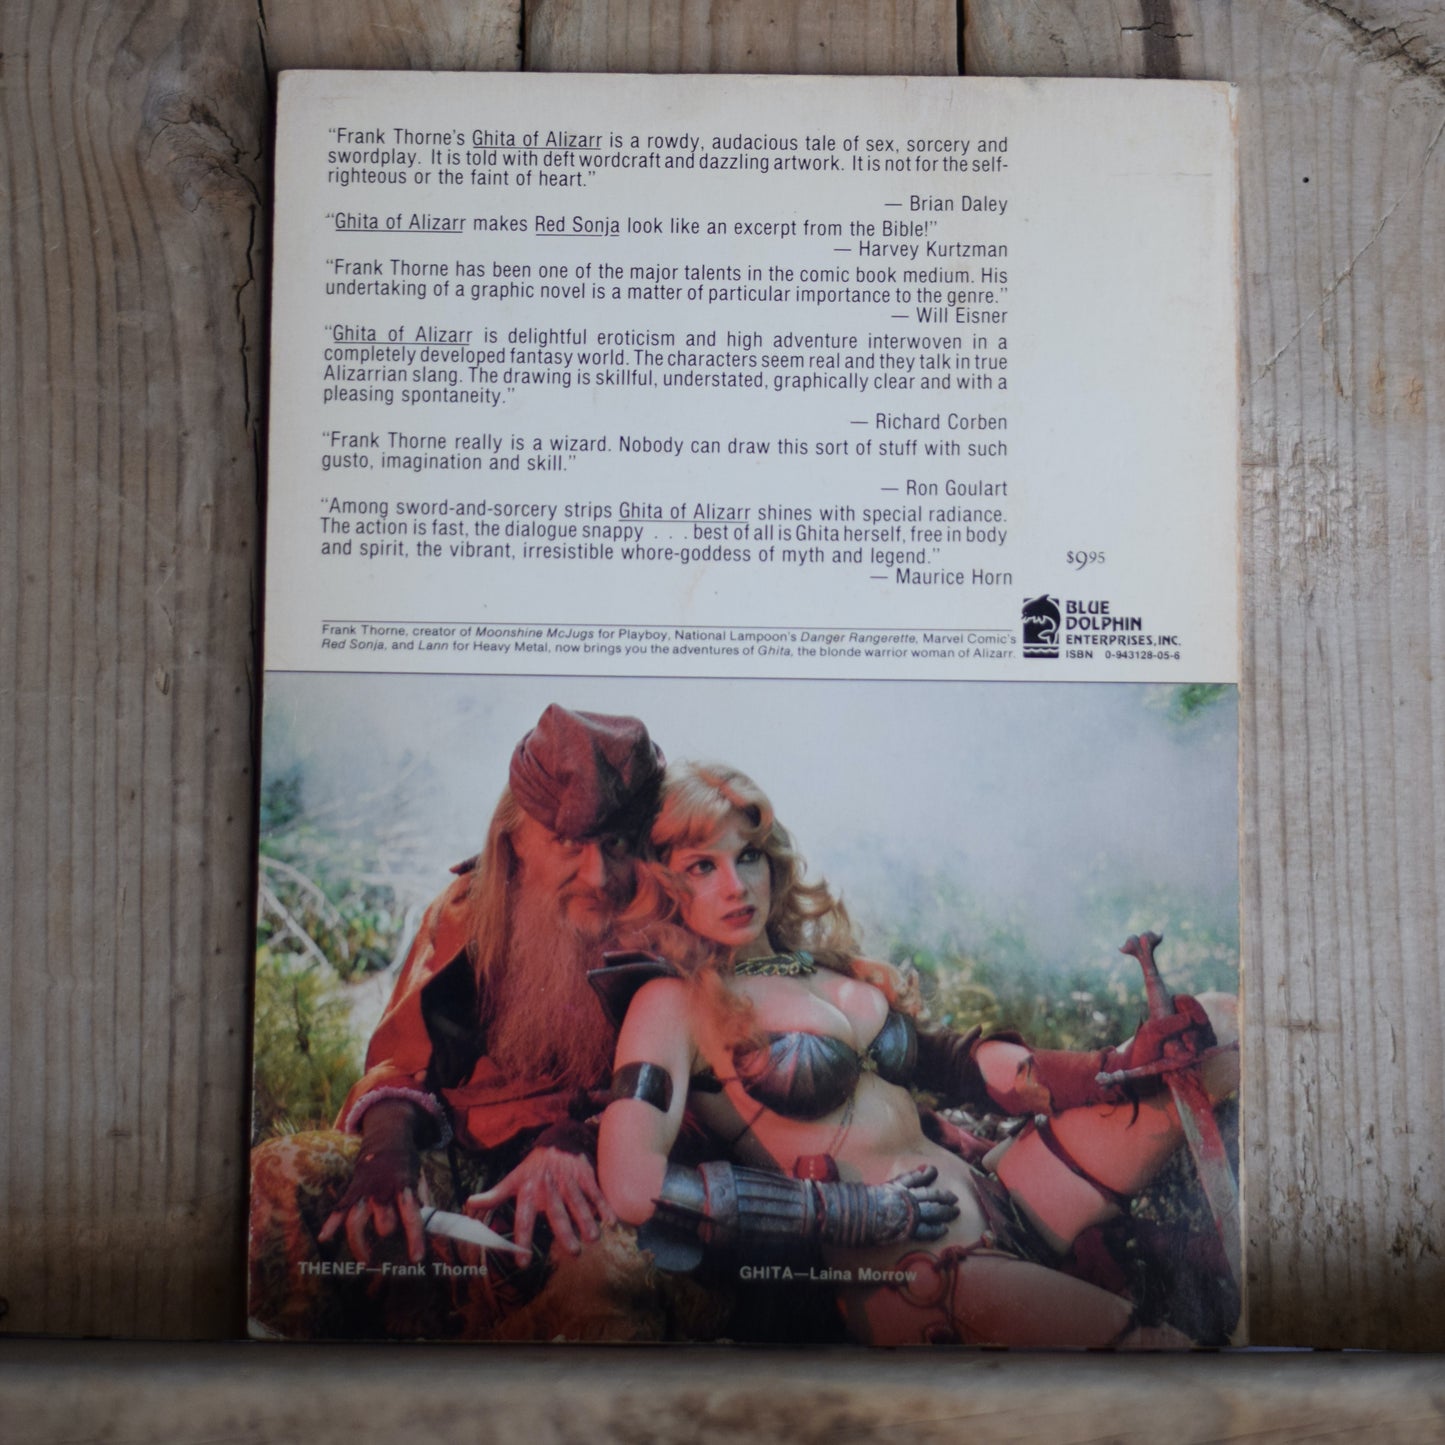 “Frank Thorne's Ghita of Alizarr is a rowdy, audacious tale of sex, sorcery and
swordplay. It is told with deft wordcraft and dazzling artwork. It is not for the self-
righteous or the faint of heart.”
— Brian Daley
“Ghita of Alizarr makes Red Sonja look like an excerpt from the Bible!”
— Harvey Kurtzman
“Frank Thorne has been one of the major talents in the comic book medium. His
undertaking of a graphic novel is a matter of particular importance to the genre.”
— Will Eisner
“Ghita of Alizarr is delightful eroticism and high adventure interwoven in a
completely developed fantasy world. The characters seem real and they talk in true
Alizarrian slang. The drawing is skillful, understated, graphically clear and with a
pleasing spontaneity.”
— Richard Corben
“Frank Thorne really is a wizard. Nobody can draw this sort of stuff with such
gusto, imagination and skill.”
— Ron Goulart
“Among sword-and-sorcery strips Ghita of Alizarr shines with special radiance.
The action is fast, the dialogue snappy . . . best of all is Ghita herself, free in body
and spirit, the vibrant, irresistible whore-goddess of myth and legend.”
— Maurice Horn
$9.95
Frank Thorne, creator of Moonshine McJugs for Playboy, National Lampoon's Danger Rangerette, Marvel Comic's
Red Sonja, and Lann for Heavy Metal, now brings you the adventures of Ghita, the blonde warrior woman of Alizarr.
BLUE
DOLPHIN
ENTERPRISES, INC.
ISBN 0-943128-05-6
THENEF—Frank Thorne
GHITA—Laina Morrow